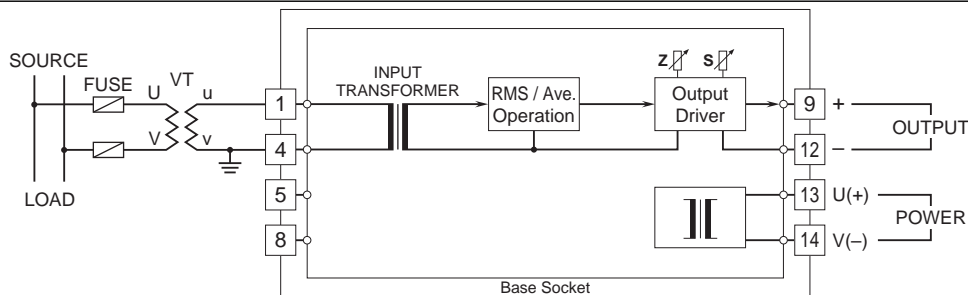 SOURCE
FUSE
VT
U
u
V
v
LOAD
1
4
5
8
INPUT
TRANSFORMER
RMS / Ave.
Operation
Z
S
Output
Driver
9
+
12
–
OUTPUT
13
U(+)
14
V(–)
POWER
Base Socket